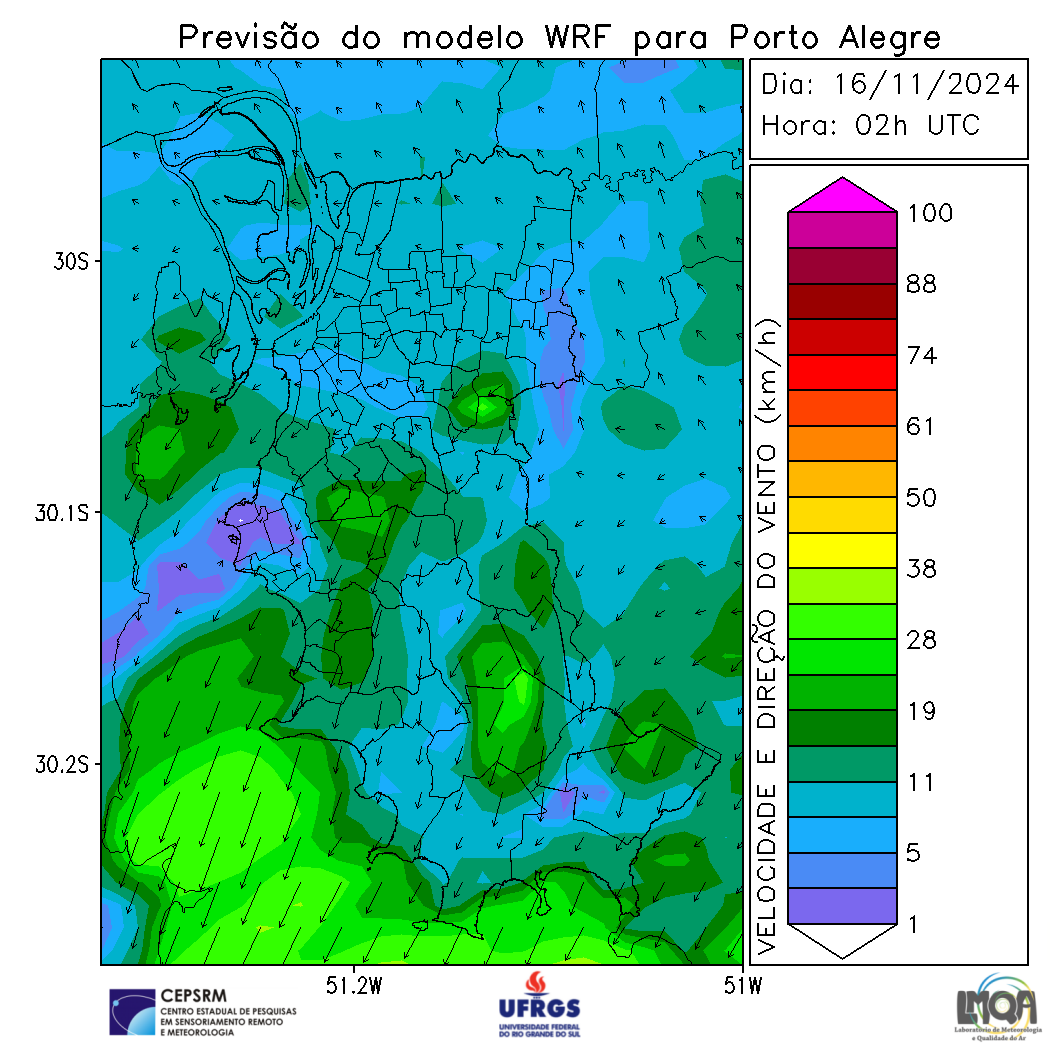 Previsão do modelo WRF para Porto Alegre
Dia: 16/11/2024
Hora: 02h UTC
100
88
74
61
50
38
28
19
11
5
1
VELOCIDADE E DIREÇÃO DO VENTO (km/h)
30S
30.1S
30.2S
51.2W
51W
CEPSRM
CENTRO ESTADUAL DE PESQUISAS
EM SENSORIAMENTO REMOTO
E METEOROLOGIA
UFRGS
UNIVERSIDADE FEDERAL
DO RIO GRANDE DO SUL
LMQA
Laboratório de Meteorologia
e Qualidade do Ar